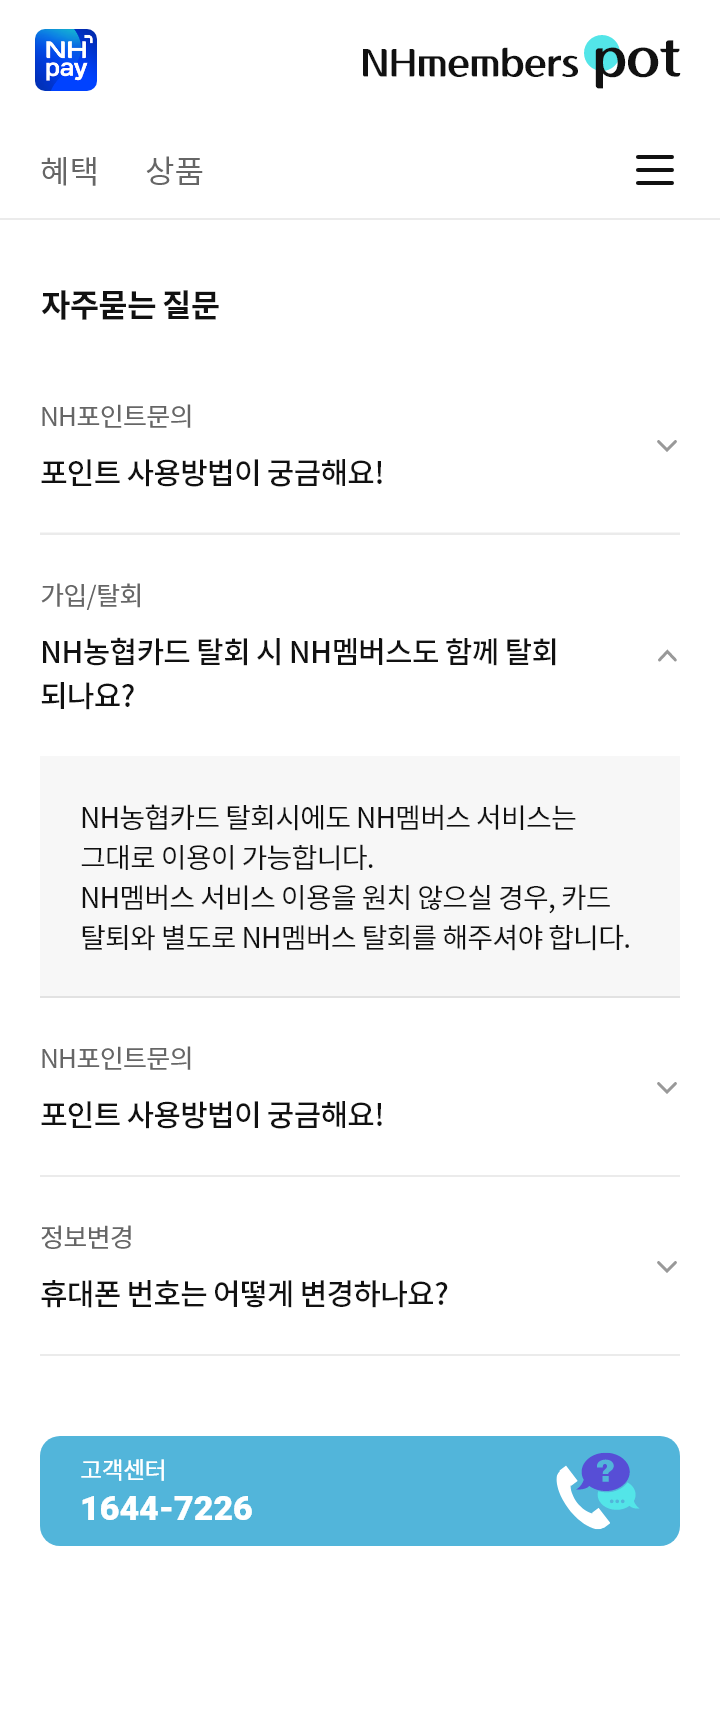 NH
pay
NHmembers pot
혜택 상품
자주묻는 질문
NH포인트문의
포인트 사용방법이 궁금해요!
가입/탈회
NH농협카드 탈회 시 NH멤버스도 함께 탈회
되나요?
NH농협카드 탈회시에도 NH멤버스 서비스는
그대로 이용이 가능합니다.
NH멤버스 서비스 이용을 원치 않으실 경우, 카드
탈퇴와 별도로 NH멤버스 탈회를 해주셔야 합니다.
NH포인트문의
포인트 사용방법이 궁금해요!
정보변경
휴대폰 번호는 어떻게 변경하나요?
고객센터
1644-7226
?